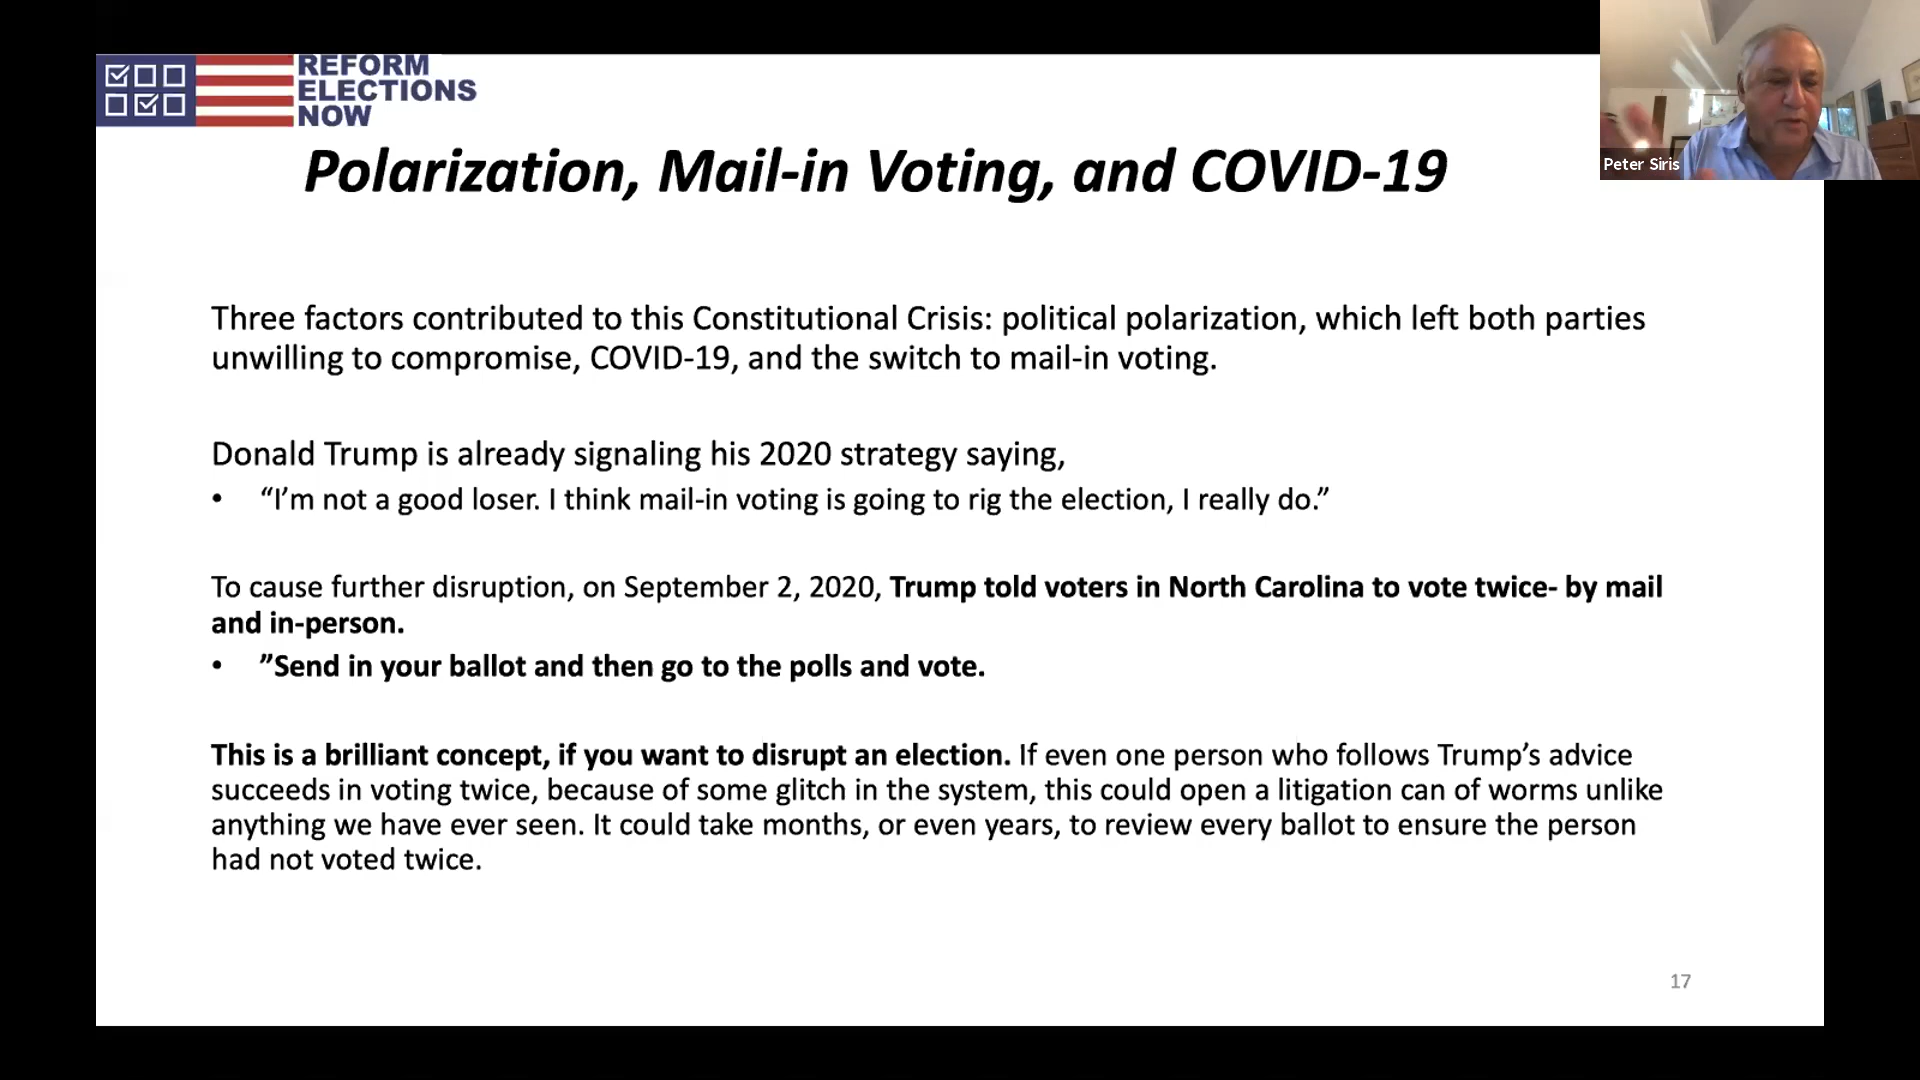 REFORM
ELECTIONS
NOW
Peter Siris
Polarization, Mail-in Voting, and COVID-19
Three factors contributed to this Constitutional Crisis: political polarization, which left both parties
unwilling to compromise, COVID-19, and the switch to mail-in voting.
Donald Trump is already signaling his 2020 strategy saying,
• “I’m not a good loser. I think mail-in voting is going to rig the election, I really do.”
To cause further disruption, on September 2, 2020, Trump told voters in North Carolina to vote twice- by mail
and in-person.
• ”Send in your ballot and then go to the polls and vote.
This is a brilliant concept, if you want to disrupt an election. If even one person who follows Trump’s advice
succeeds in voting twice, because of some glitch in the system, this could open a litigation can of worms unlike
anything we have ever seen. It could take months, or even years, to review every ballot to ensure the person
had not voted twice.
17